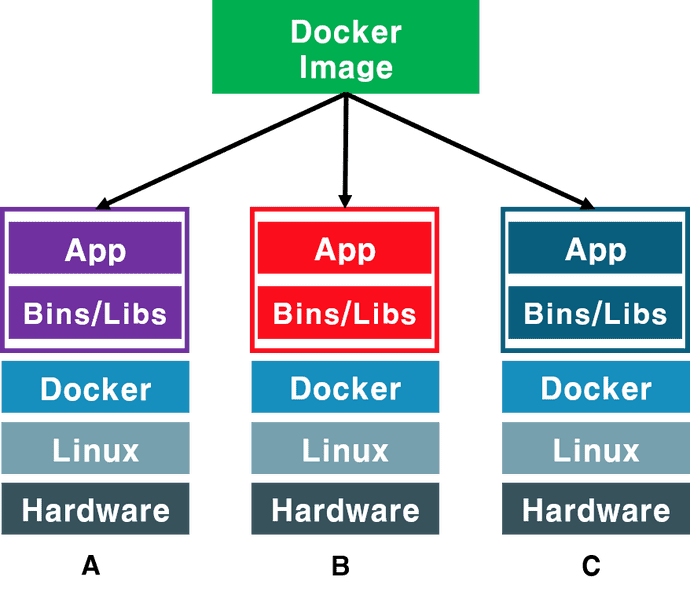 Docker
Image
App
App
App
Bins/Libs
Bins/Libs
Bins/Libs
Docker
Docker
Docker
Linux
Linux
Linux
Hardware
Hardware
Hardware
A
B
C